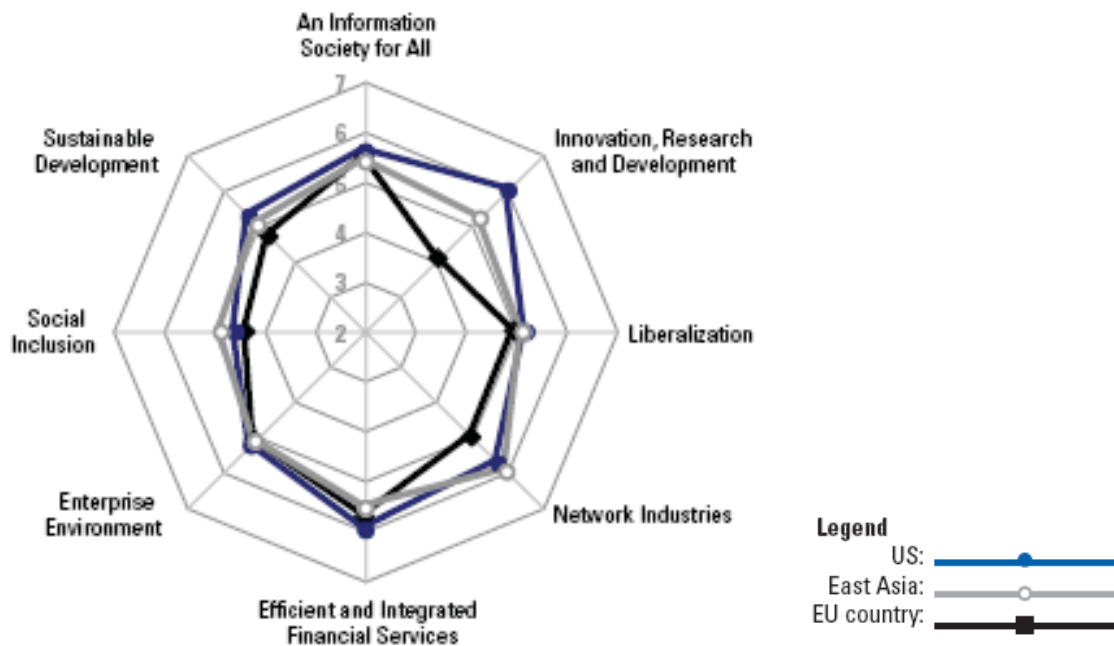 An Information
Society for All
7
Sustainable
Development
6
Innovation, Research
and Development
5
4
3
Social
Inclusion
2
Liberalization
Enterprise
Environment
Network Industries
Efficient and Integrated
Financial Services
Legend
US:
East Asia:
EU country: